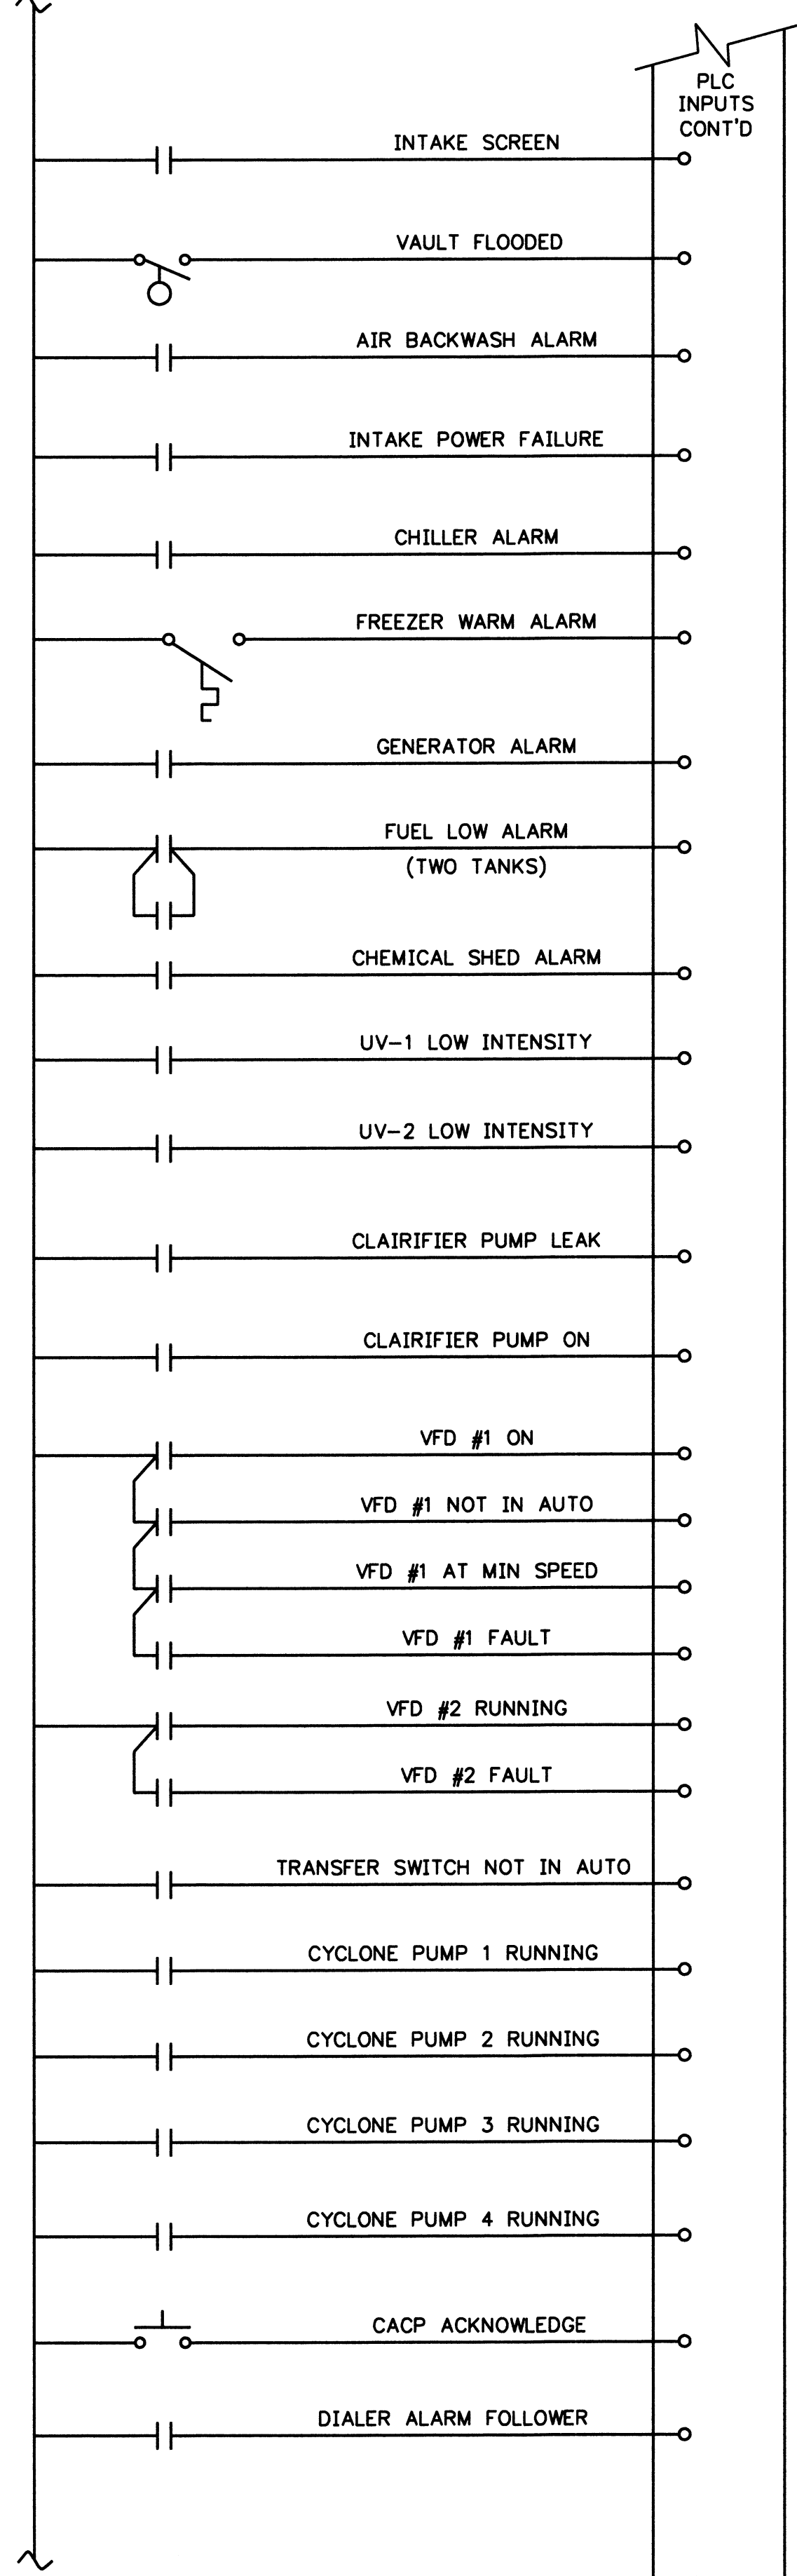 PLC
INPUTS
CONT'D
INTAKE SCREEN
VAULT FLOODED
AIR BACKWASH ALARM
INTAKE POWER FAILURE
CHILLER ALARM
FREEZER WARM ALARM
GENERATOR ALARM
FUEL LOW ALARM
(TWO TANKS)
CHEMICAL SHED ALARM
UV-1 LOW INTENSITY
UV-2 LOW INTENSITY
CLAIRIFIER PUMP LEAK
CLAIRIFIER PUMP ON
VFD #1 ON
VFD #1 NOT IN AUTO
VFD #1 AT MIN SPEED
VFD #1 FAULT
VFD #2 RUNNING
VFD #2 FAULT
TRANSFER SWITCH NOT IN AUTO
CYCLONE PUMP 1 RUNNING
CYCLONE PUMP 2 RUNNING
CYCLONE PUMP 3 RUNNING
CYCLONE PUMP 4 RUNNING
CACP ACKNOWLEDGE
DIALER ALARM FOLLOWER